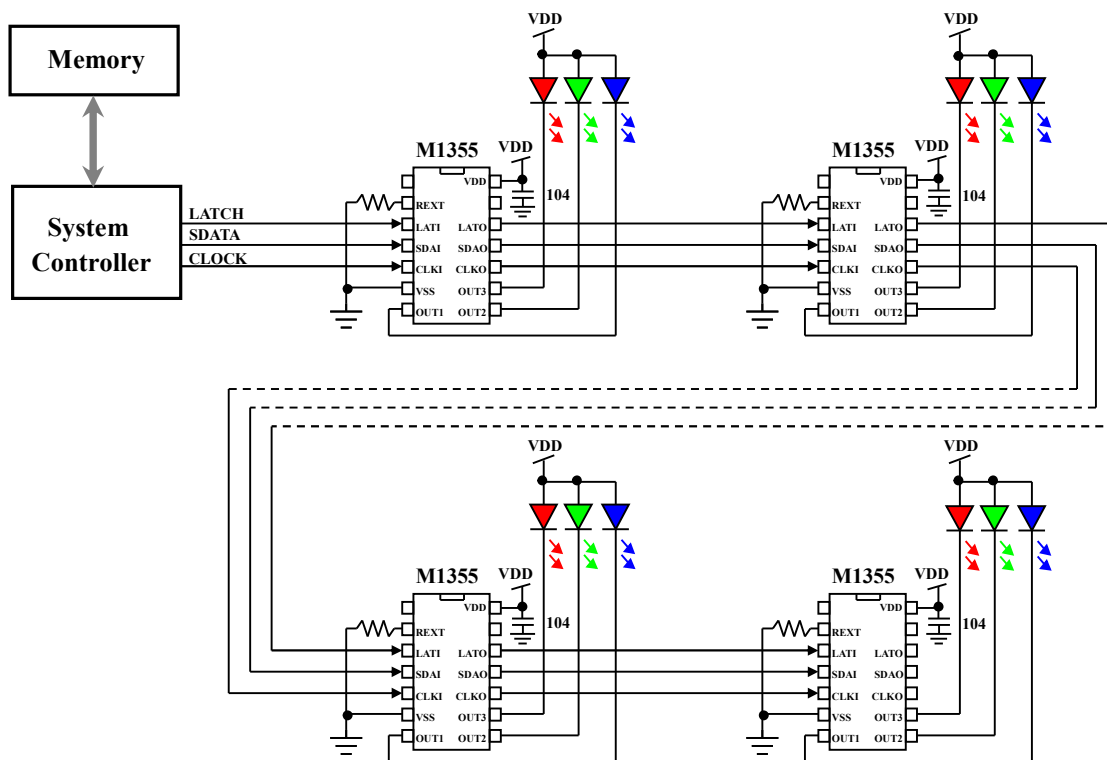 VDD
VDD
Memory
M1355
VDD
M1355
VDD
VDD
104
VDD
104
REXT
REXT
System
Controller
LATCH
LATI
LATO
LATI
LATO
SDATA
SDAI
SDAO
SDAI
SDAO
CLOCK
CLKI
CLKO
CLKI
CLKO
VSS
OUT3
VSS
OUT3
OUT1
OUT2
OUT1
OUT2
VDD
VDD
M1355
VDD
M1355
VDD
VDD
104
VDD
104
REXT
REXT
LATI
LATO
LATI
LATO
SDAI
SDAO
SDAI
SDAO
CLKI
CLKO
CLKI
CLKO
VSS
OUT3
VSS
OUT3
OUT1
OUT2
OUT1
OUT2